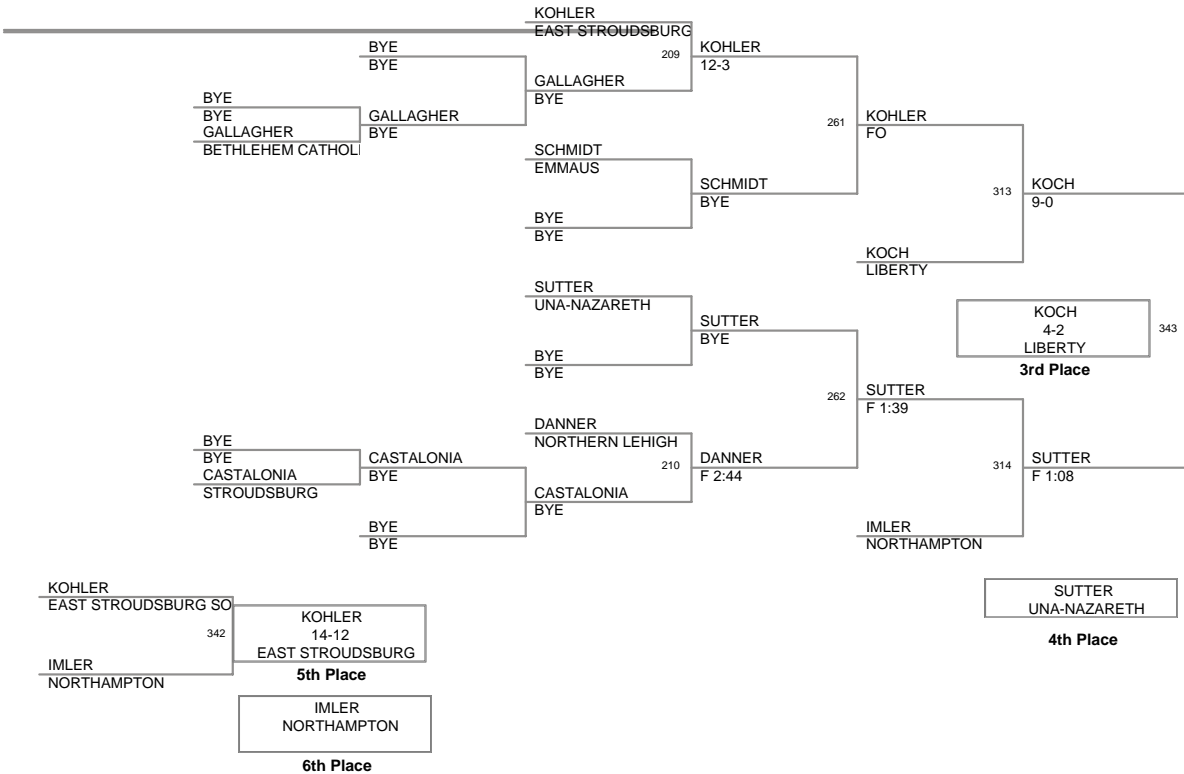 KOHLER
EAST STROUDSBURG
BYE
BYE
209
KOHLER
12-3
GALLAGHER
BYE
BYE
BYE
GALLAGHER
BETHLEHEM CATHOLI
GALLAGHER
BYE
261
KOHLER
FO
SCHMIDT
EMMAUS
SCHMIDT
BYE
313
KOCH
9-0
BYE
BYE
KOCH
LIBERTY
SUTTER
UNA-NAZARETH
SUTTER
BYE
KOCH
4-2
LIBERTY
343
3rd Place
BYE
BYE
262
SUTTER
F 1:39
DANNER
NORTHERN LEHIGH
BYE
BYE
CASTALONIA
STROUDSBURG
CASTALONIA
BYE
210
DANNER
F 2:44
314
SUTTER
F 1:08
CASTALONIA
BYE
BYE
BYE
IMLER
NORTHAMPTON
KOHLER
EAST STROUDSBURG SO
342
KOHLER
14-12
EAST STROUDSBURG
5th Place
SUTTER
UNA-NAZARETH
4th Place
IMLER
NORTHAMPTON
IMLER
NORTHAMPTON
6th Place